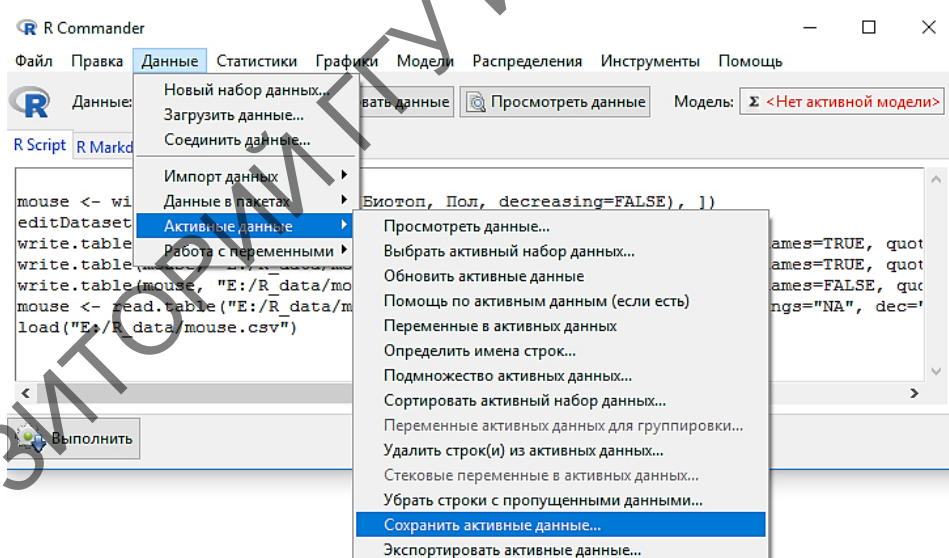 R Commander
Файл Правка Данные Статистики Графики Модели Распределения Инструменты Помощь
Данные: вать данные Просмотреть данные Модель: Σ <Нет активной модели>
Новый набор данных...
Загрузить данные...
Соединить данные...
Импорт данных
Данные в пакетах
Активные данные
Работа с переменными
R Script R Markd
mouse <- wi Биотоп, Пол, decreasing=FALSE), ])
editDataset
write.table ames=TRUE, quot
write.table(mouse, "E:/R_data/mo ames=TRUE, quot
write.table(mouse, "E:/R_data/mo ames=FALSE, quo
mouse <- read.table("E:/R_data/m ngs="NA", dec="
load("E:/R_data/mouse.csv")
Просмотреть данные...
Выбрать активный набор данных...
Обновить активные данные
Помощь по активным данным (если есть)
Переменные в активных данных
Определить имена строк...
Подмножество активных данных...
Сортировать активный набор данных...
Переменные активных данных для группировки...
Удалить строк(и) из активных данных...
Стековые переменные в активных данных...
Убрать строки с пропущенными данными...
Сохранить активные данные...
Экспортировать активные данные...
Выполнить
ЗИТОРИЙ ГГУ И